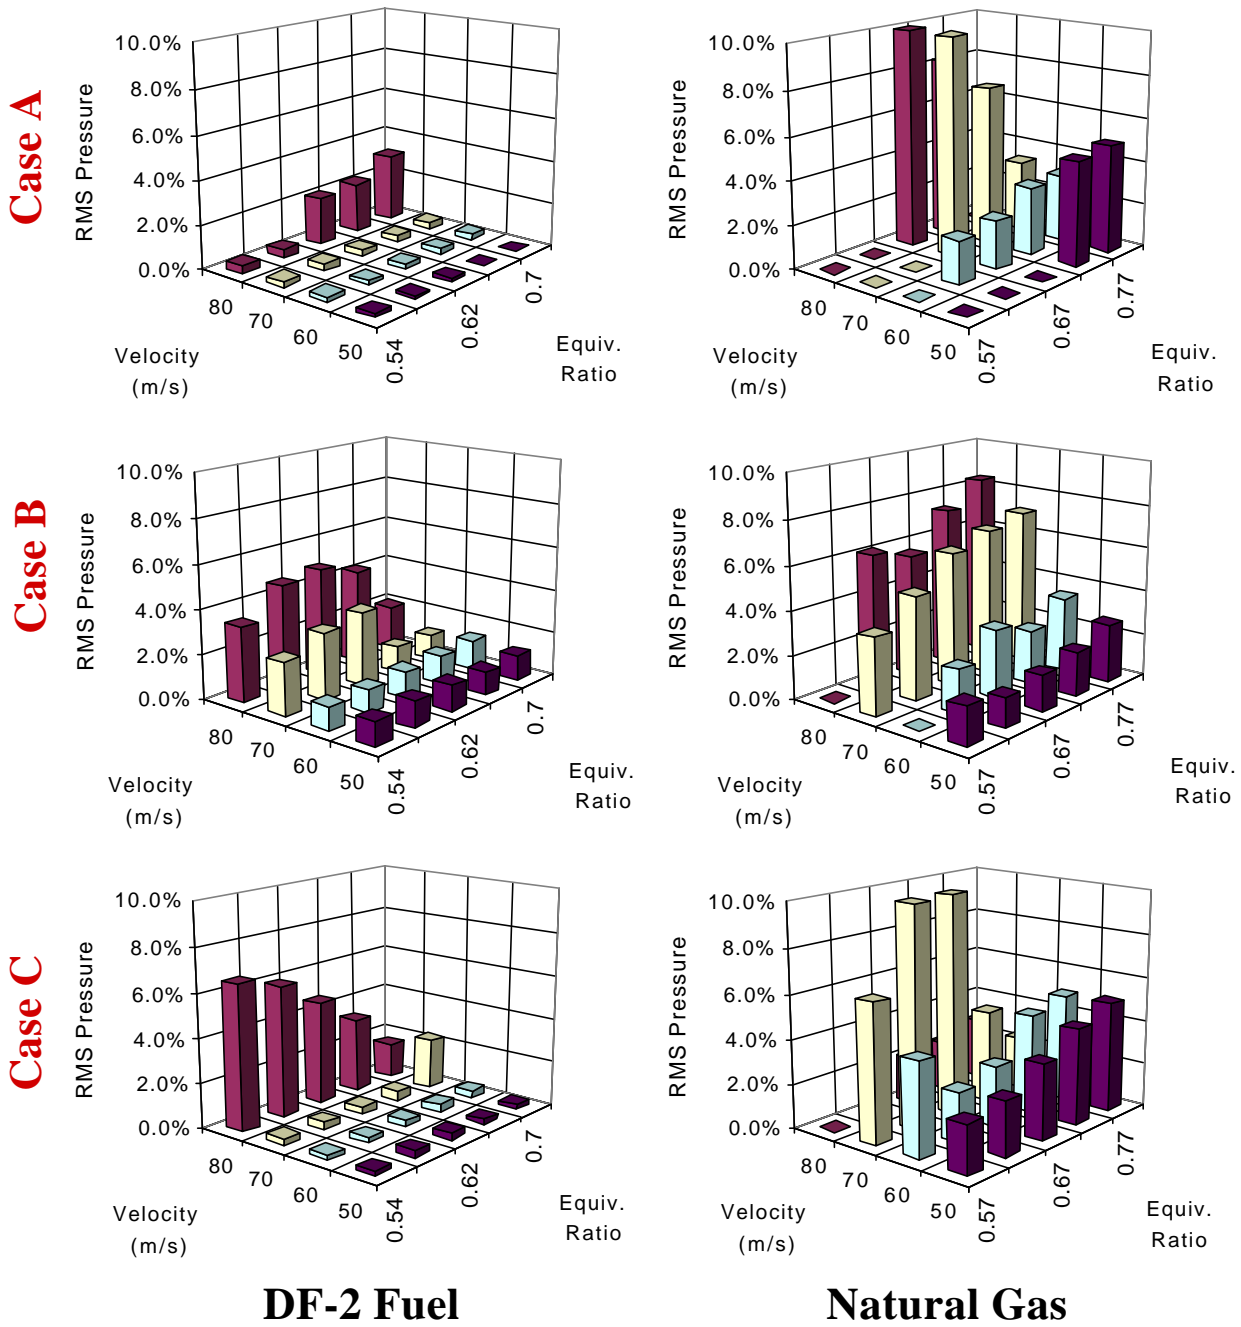 Case A
RMS Pressure
10.0%
8.0%
6.0%
4.0%
2.0%
0.0%
80
70
60
50
Velocity
(m/s)
0.54
0.62
0.7
Equiv.
Ratio
RMS Pressure
10.0%
8.0%
6.0%
4.0%
2.0%
0.0%
80
70
60
50
Velocity
(m/s)
0.57
0.67
0.77
Equiv.
Ratio
Case B
RMS Pressure
10.0%
8.0%
6.0%
4.0%
2.0%
0.0%
80
70
60
50
Velocity
(m/s)
0.54
0.62
0.7
Equiv.
Ratio
RMS Pressure
10.0%
8.0%
6.0%
4.0%
2.0%
0.0%
80
70
60
50
Velocity
(m/s)
0.57
0.67
0.77
Equiv.
Ratio
Case C
RMS Pressure
10.0%
8.0%
6.0%
4.0%
2.0%
0.0%
80
70
60
50
Velocity
(m/s)
0.54
0.62
0.7
Equiv.
Ratio
RMS Pressure
10.0%
8.0%
6.0%
4.0%
2.0%
0.0%
80
70
60
50
Velocity
(m/s)
0.57
0.67
0.77
Equiv.
Ratio
DF-2 Fuel
Natural Gas